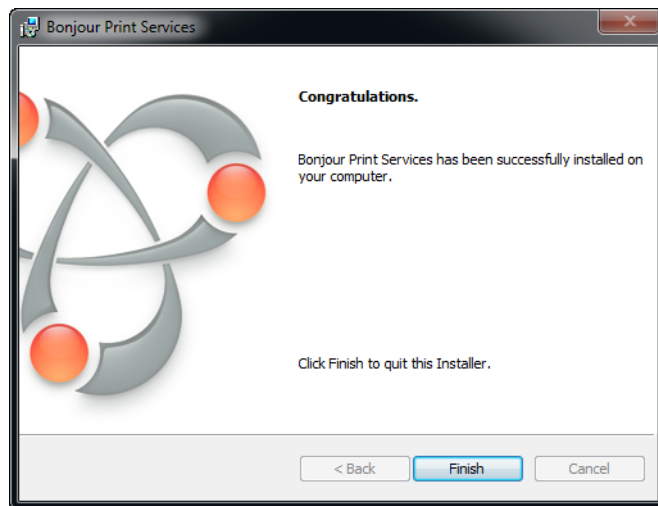 Bonjour Print Services
Congratulations.
Bonjour Print Services has been successfully installed on
your computer.
Click Finish to quit this Installer.
< Back
Finish
Cancel